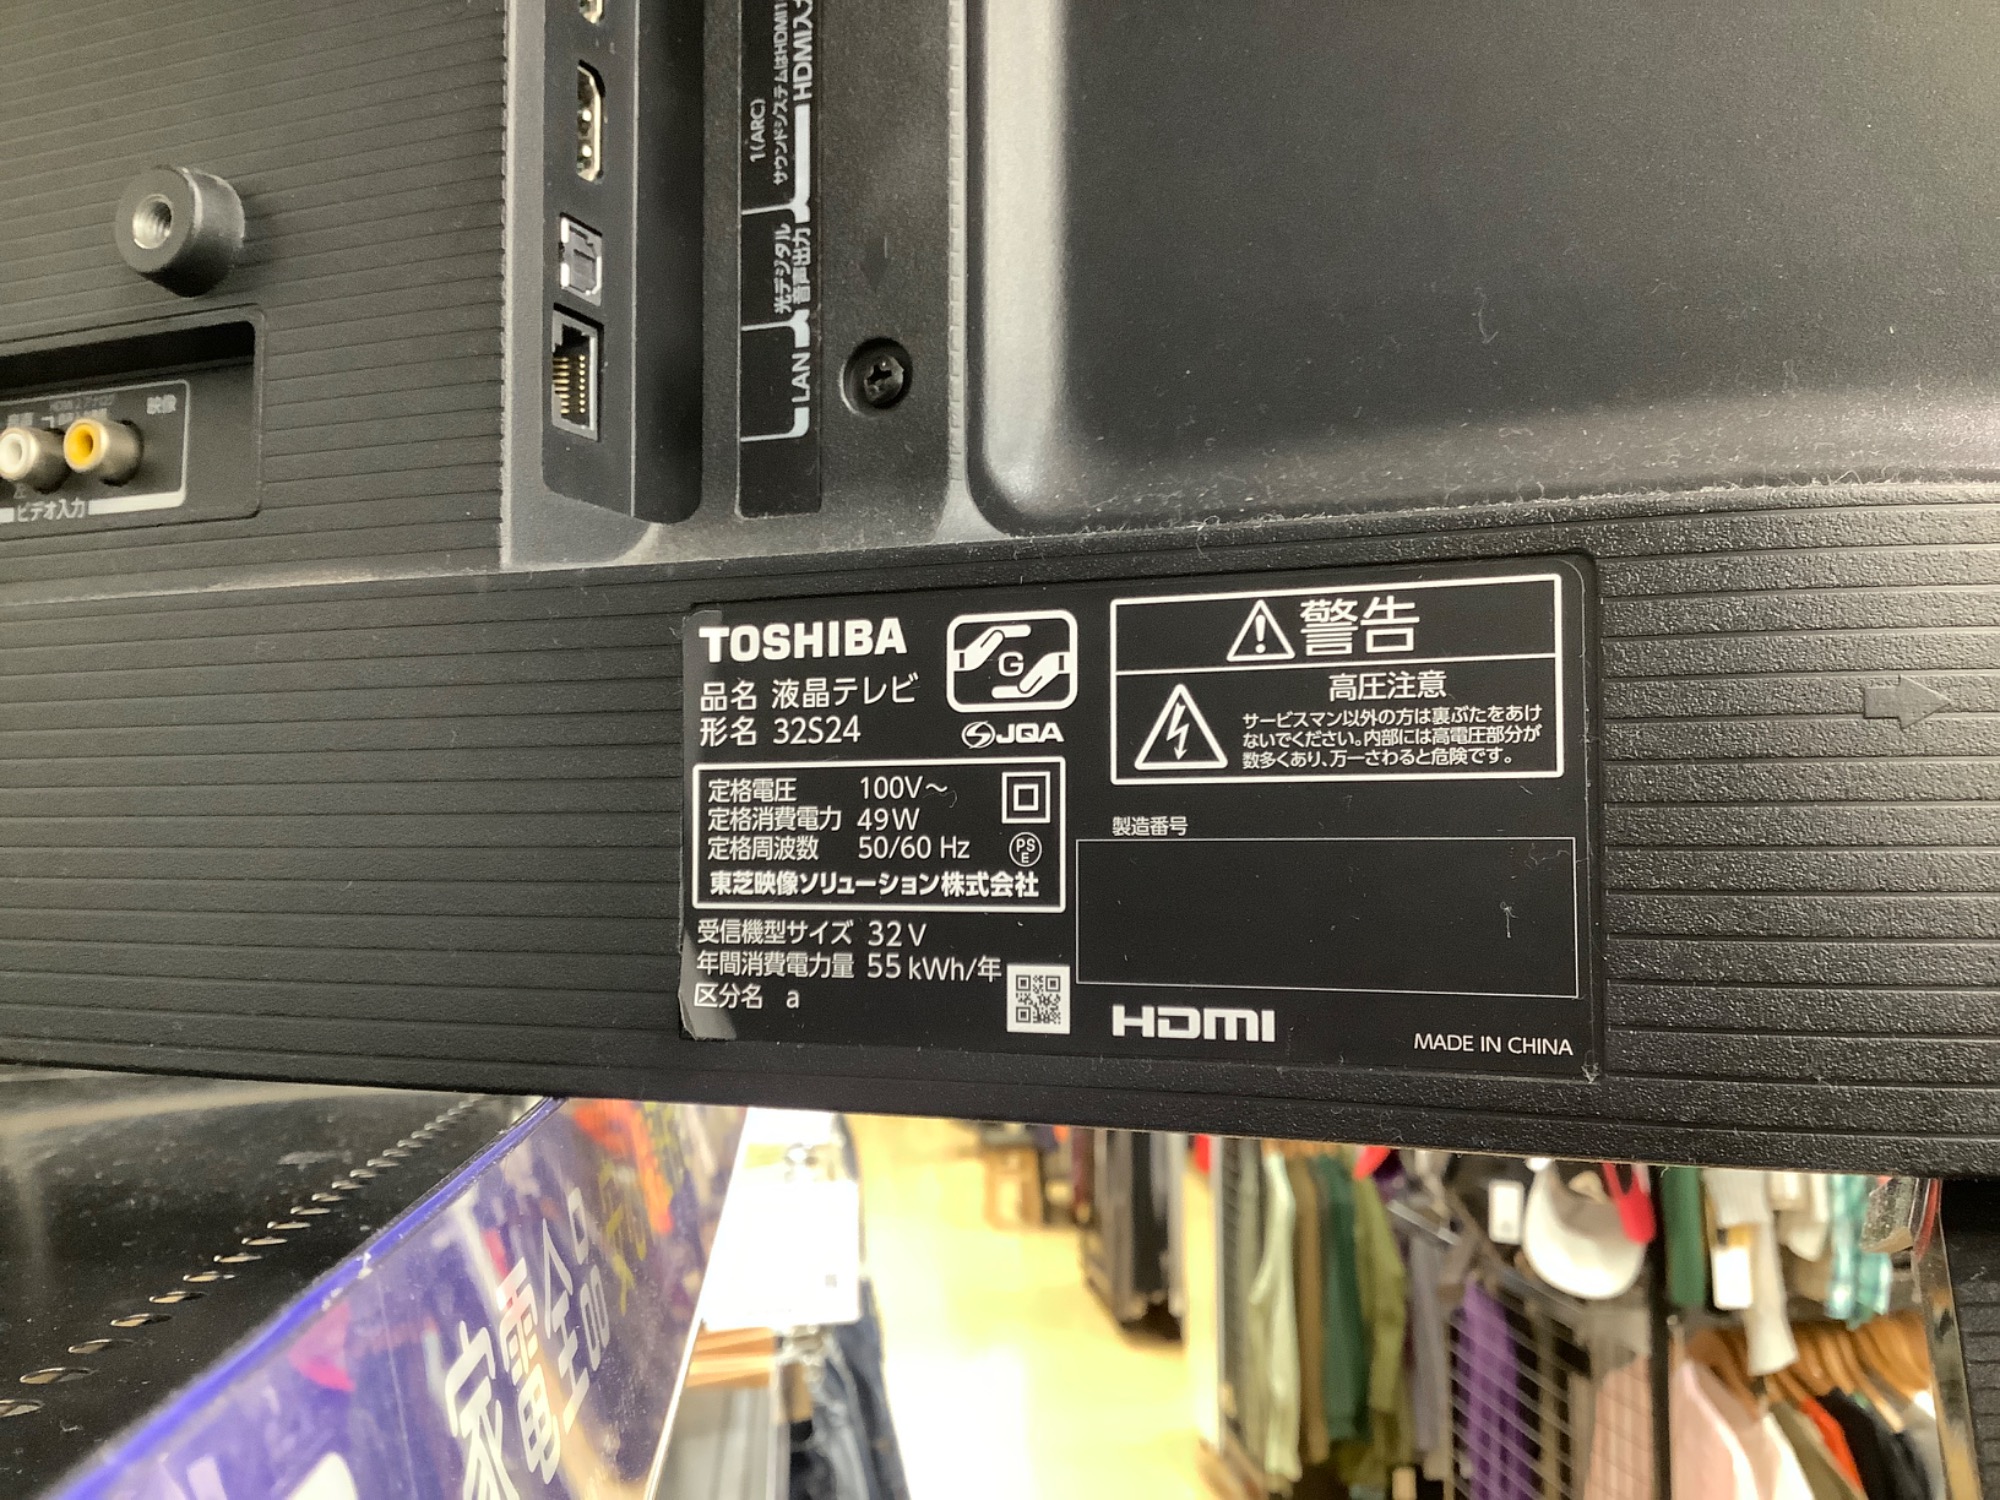 1(ARC)
サウンドシステムはHDMI1
HDMI入
光デジタル
音声出力
LAN
映像
ビデオ入力
TOSHIBA
品名 液晶テレビ
形名 32S24
G
JQA
定格電圧 100V～
定格消費電力 49W
定格周波数 50/60 Hz
PS
E
東芝映像ソリューション株式会社
受信機型サイズ 32V
年間消費電力量 55kWh/年
区分名 a
警告
高圧注意
サービスマン以外の方は裏ぶたをあけ
ないでください。内部には高電圧部分が
数多くあり、万一さわると危険です。
製造番号
HDMI
MADE IN CHINA
家電全品